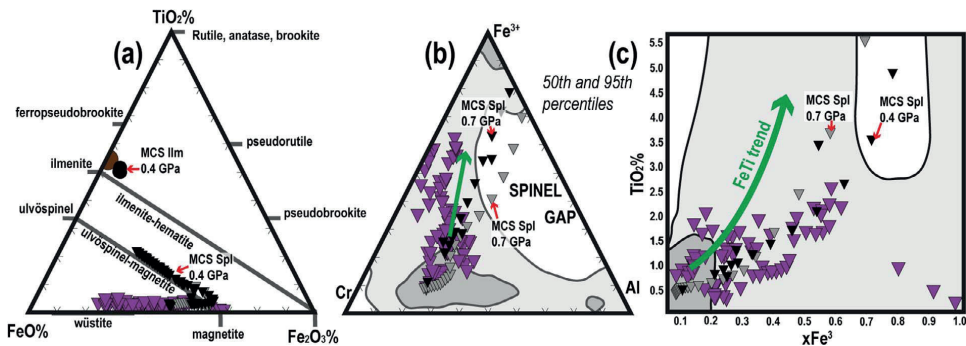 TiO₂%
(a)
Rutile, anatase, brookite
ferropseudobrookite
MCS Ilm
0.4 GPa
pseudorutile
ilmenite
ilmenite-hematite
ulvöspinel
pseudobrookite
ulvospinel-magnetite
MCS Spl
0.4 GPa
FeO%
wüstite
magnetite
Fe₂O₃%
(b)
Fe³⁺
50th and 95th
percentiles
MCS Spl
0.7 GPa
SPINEL
GAP
MCS Spl
0.7 GPa
Cr
Al
(c)
TiO₂%
5.5
5.0
4.5
4.0
3.5
3.0
2.5
2.0
1.5
1.0
0.5
FeTi trend
MCS Spl
0.7 GPa
MCS Spl
0.4 GPa
0.1 0.2 0.3 0.4 0.5 0.6 0.7 0.8 0.9 1.0
xFe³